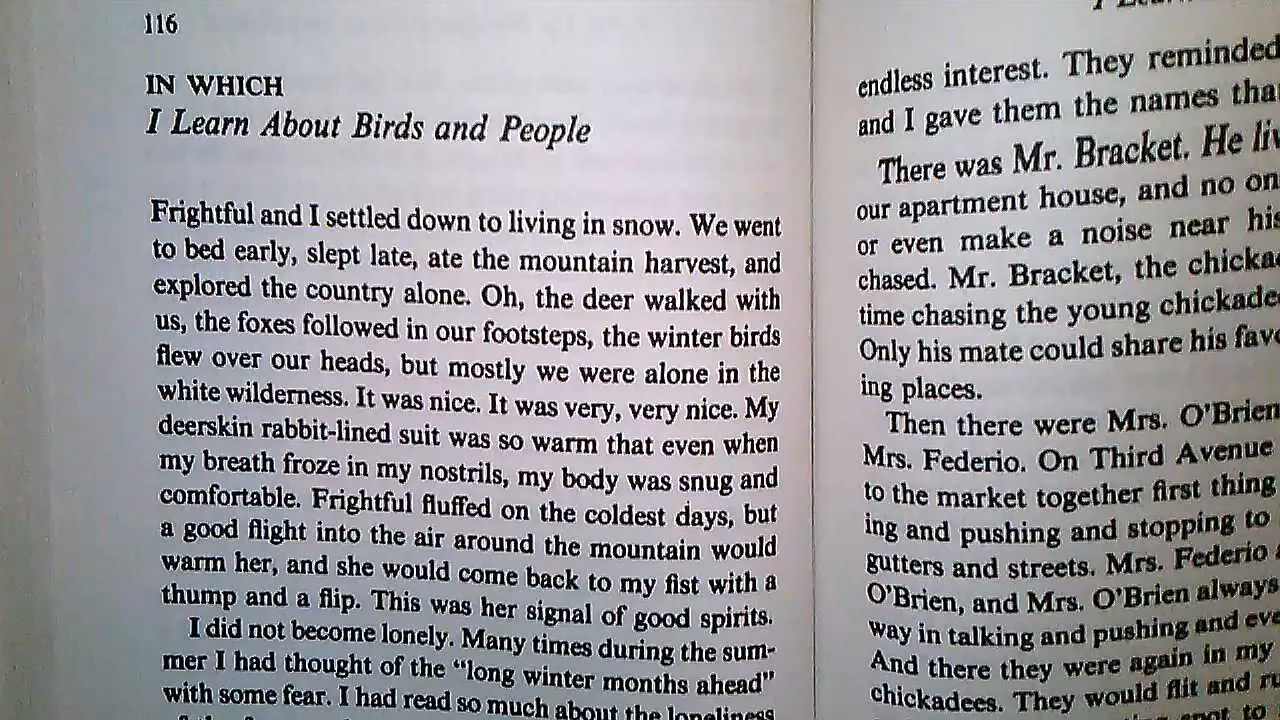 116
IN WHICH
I Learn About Birds and People
Frightful and I settled down to living in snow. We went
to bed early, slept late, ate the mountain harvest, and
explored the country alone. Oh, the deer walked with
us, the foxes followed in our footsteps, the winter birds
flew over our heads, but mostly we were alone in the
white wilderness. It was nice. It was very, very nice. My
deerskin rabbit-lined suit was so warm that even when
my breath froze in my nostrils, my body was snug and
comfortable. Frightful fluffed on the coldest days, but
a good flight into the air around the mountain would
warm her, and she would come back to my fist with a
thump and a flip. This was her signal of good spirits.
I did not become lonely. Many times during the sum-
mer I had thought of the “long winter months ahead”
with some fear. I had read so much about the loneliness
endless interest. They reminded
and I gave them the names
There was Mr. Bracket. He
our apartment house, and no
or even make a noise near
chased. Mr. Bracket, the
time chasing the young
Only his mate could share his
ing places.
Then there were Mrs. O’Brien
Mrs. Federio. On Third Avenue
to the market together first thing
ing and pushing and stopping to
gutters and streets. Mrs. Federio
O’Brien, and Mrs. O’Brien always
way in talking and pushing and
And there they were again in my
chickadees. They would flit and